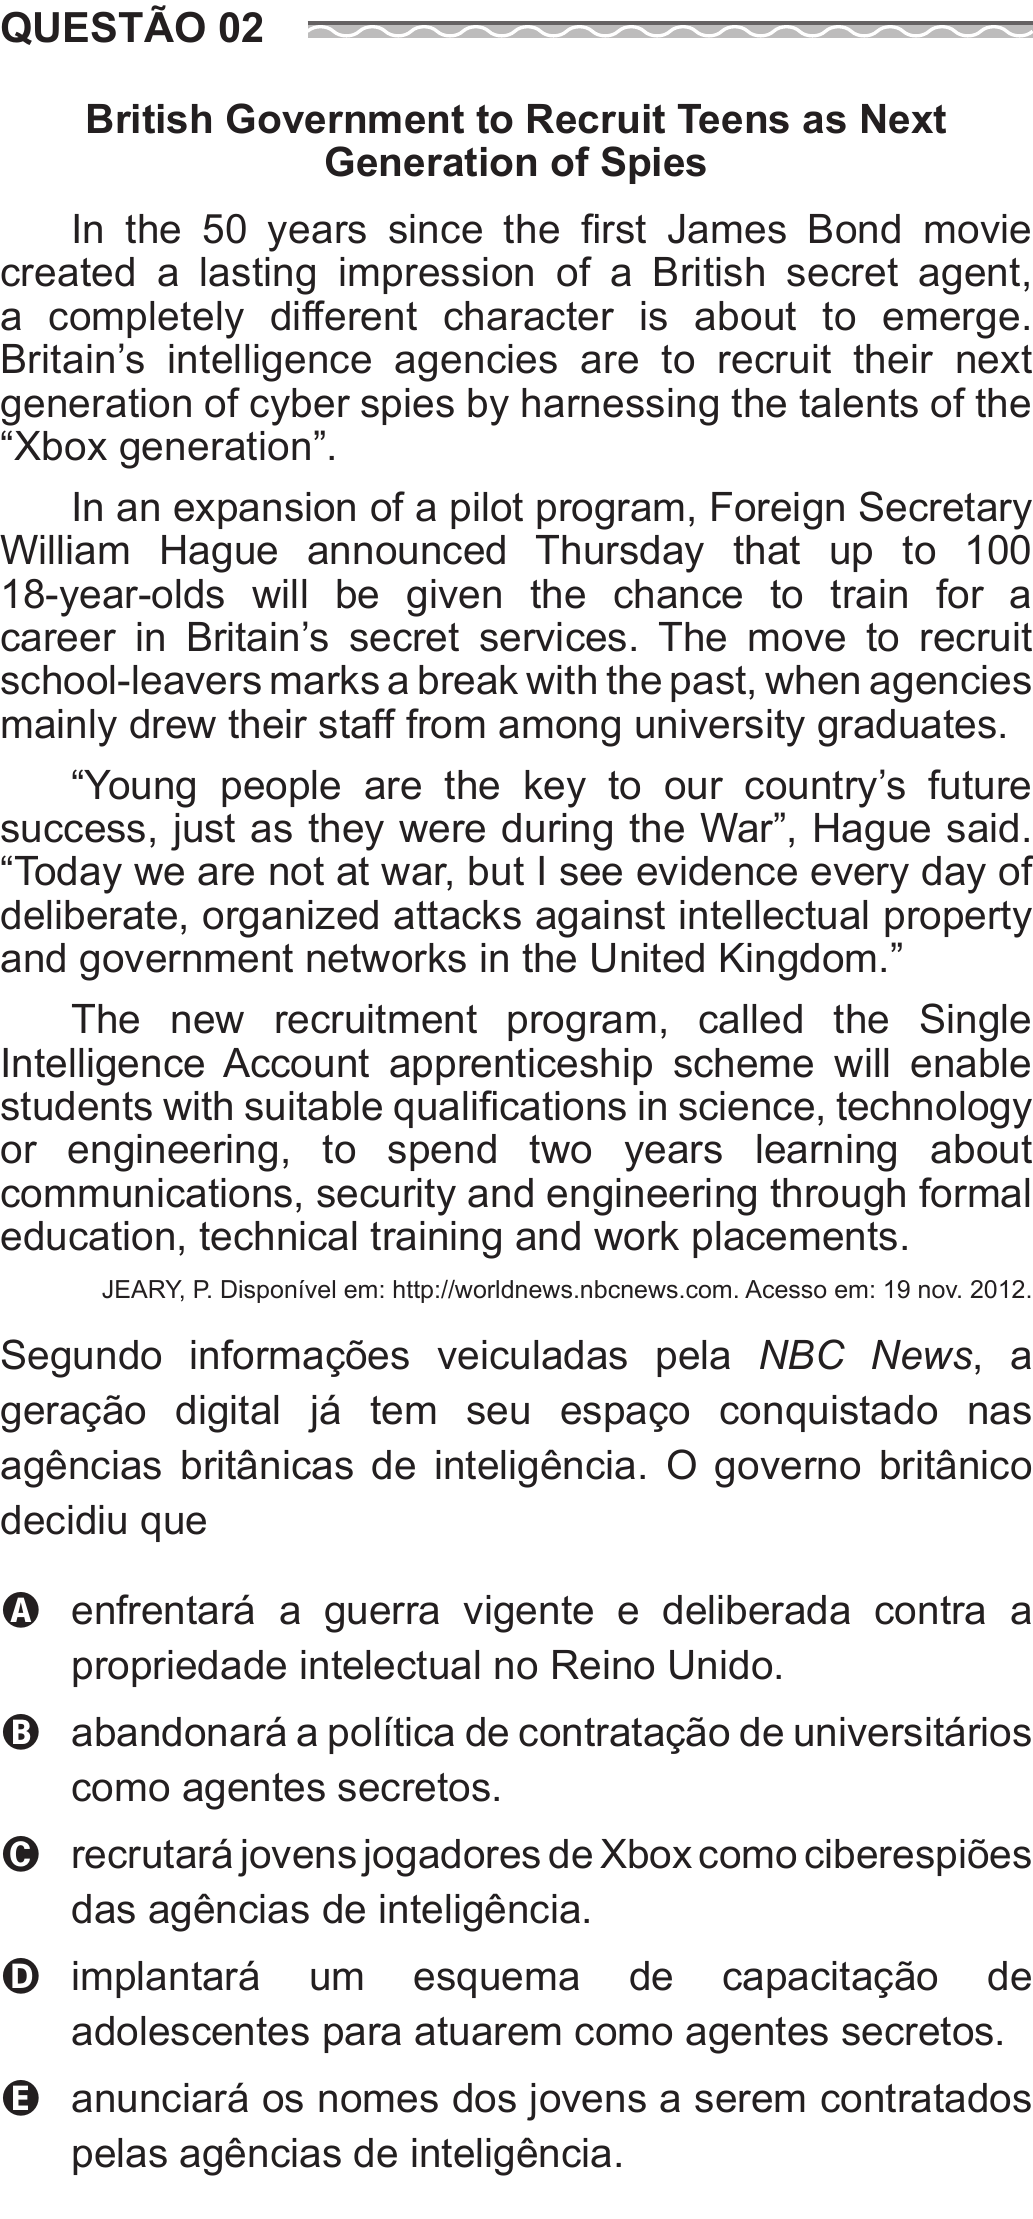 QUESTÃO 02
British Government to Recruit Teens as Next
Generation of Spies
In the 50 years since the first James Bond movie
created a lasting impression of a British secret agent,
a completely different character is about to emerge.
Britain’s intelligence agencies are to recruit their next
generation of cyber spies by harnessing the talents of the
“Xbox generation”.
In an expansion of a pilot program, Foreign Secretary
William Hague announced Thursday that up to 100
18-year-olds will be given the chance to train for a
career in Britain’s secret services. The move to recruit
school-leavers marks a break with the past, when agencies
mainly drew their staff from among university graduates.
“Young people are the key to our country’s future
success, just as they were during the War”, Hague said.
“Today we are not at war, but I see evidence every day of
deliberate, organized attacks against intellectual property
and government networks in the United Kingdom.”
The new recruitment program, called the Single
Intelligence Account apprenticeship scheme will enable
students with suitable qualifications in science, technology
or engineering, to spend two years learning about
communications, security and engineering through formal
education, technical training and work placements.
JEARY, P. Disponível em: http://worldnews.nbcnews.com. Acesso em: 19 nov. 2012.
Segundo informações veiculadas pela NBC News, a
geração digital já tem seu espaço conquistado nas
agências britânicas de inteligência. O governo britânico
decidiu que
A enfrentará a guerra vigente e deliberada contra a
propriedade intelectual no Reino Unido.
B abandonará a política de contratação de universitários
como agentes secretos.
C recrutará jovens jogadores de Xbox como ciberespiões
das agências de inteligência.
D implantará um esquema de capacitação de
adolescentes para atuarem como agentes secretos.
E anunciará os nomes dos jovens a serem contratados
pelas agências de inteligência.